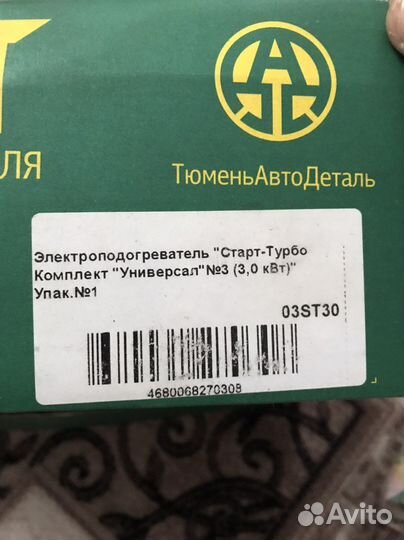 Т
ЛЯ
ТюменьАвтоДеталь
Электроподогреватель "Старт-Турбо
Комплект "Универсал"№3 (3,0 кВт)"
Упак.№1
03ST30
4680068270308
Avito